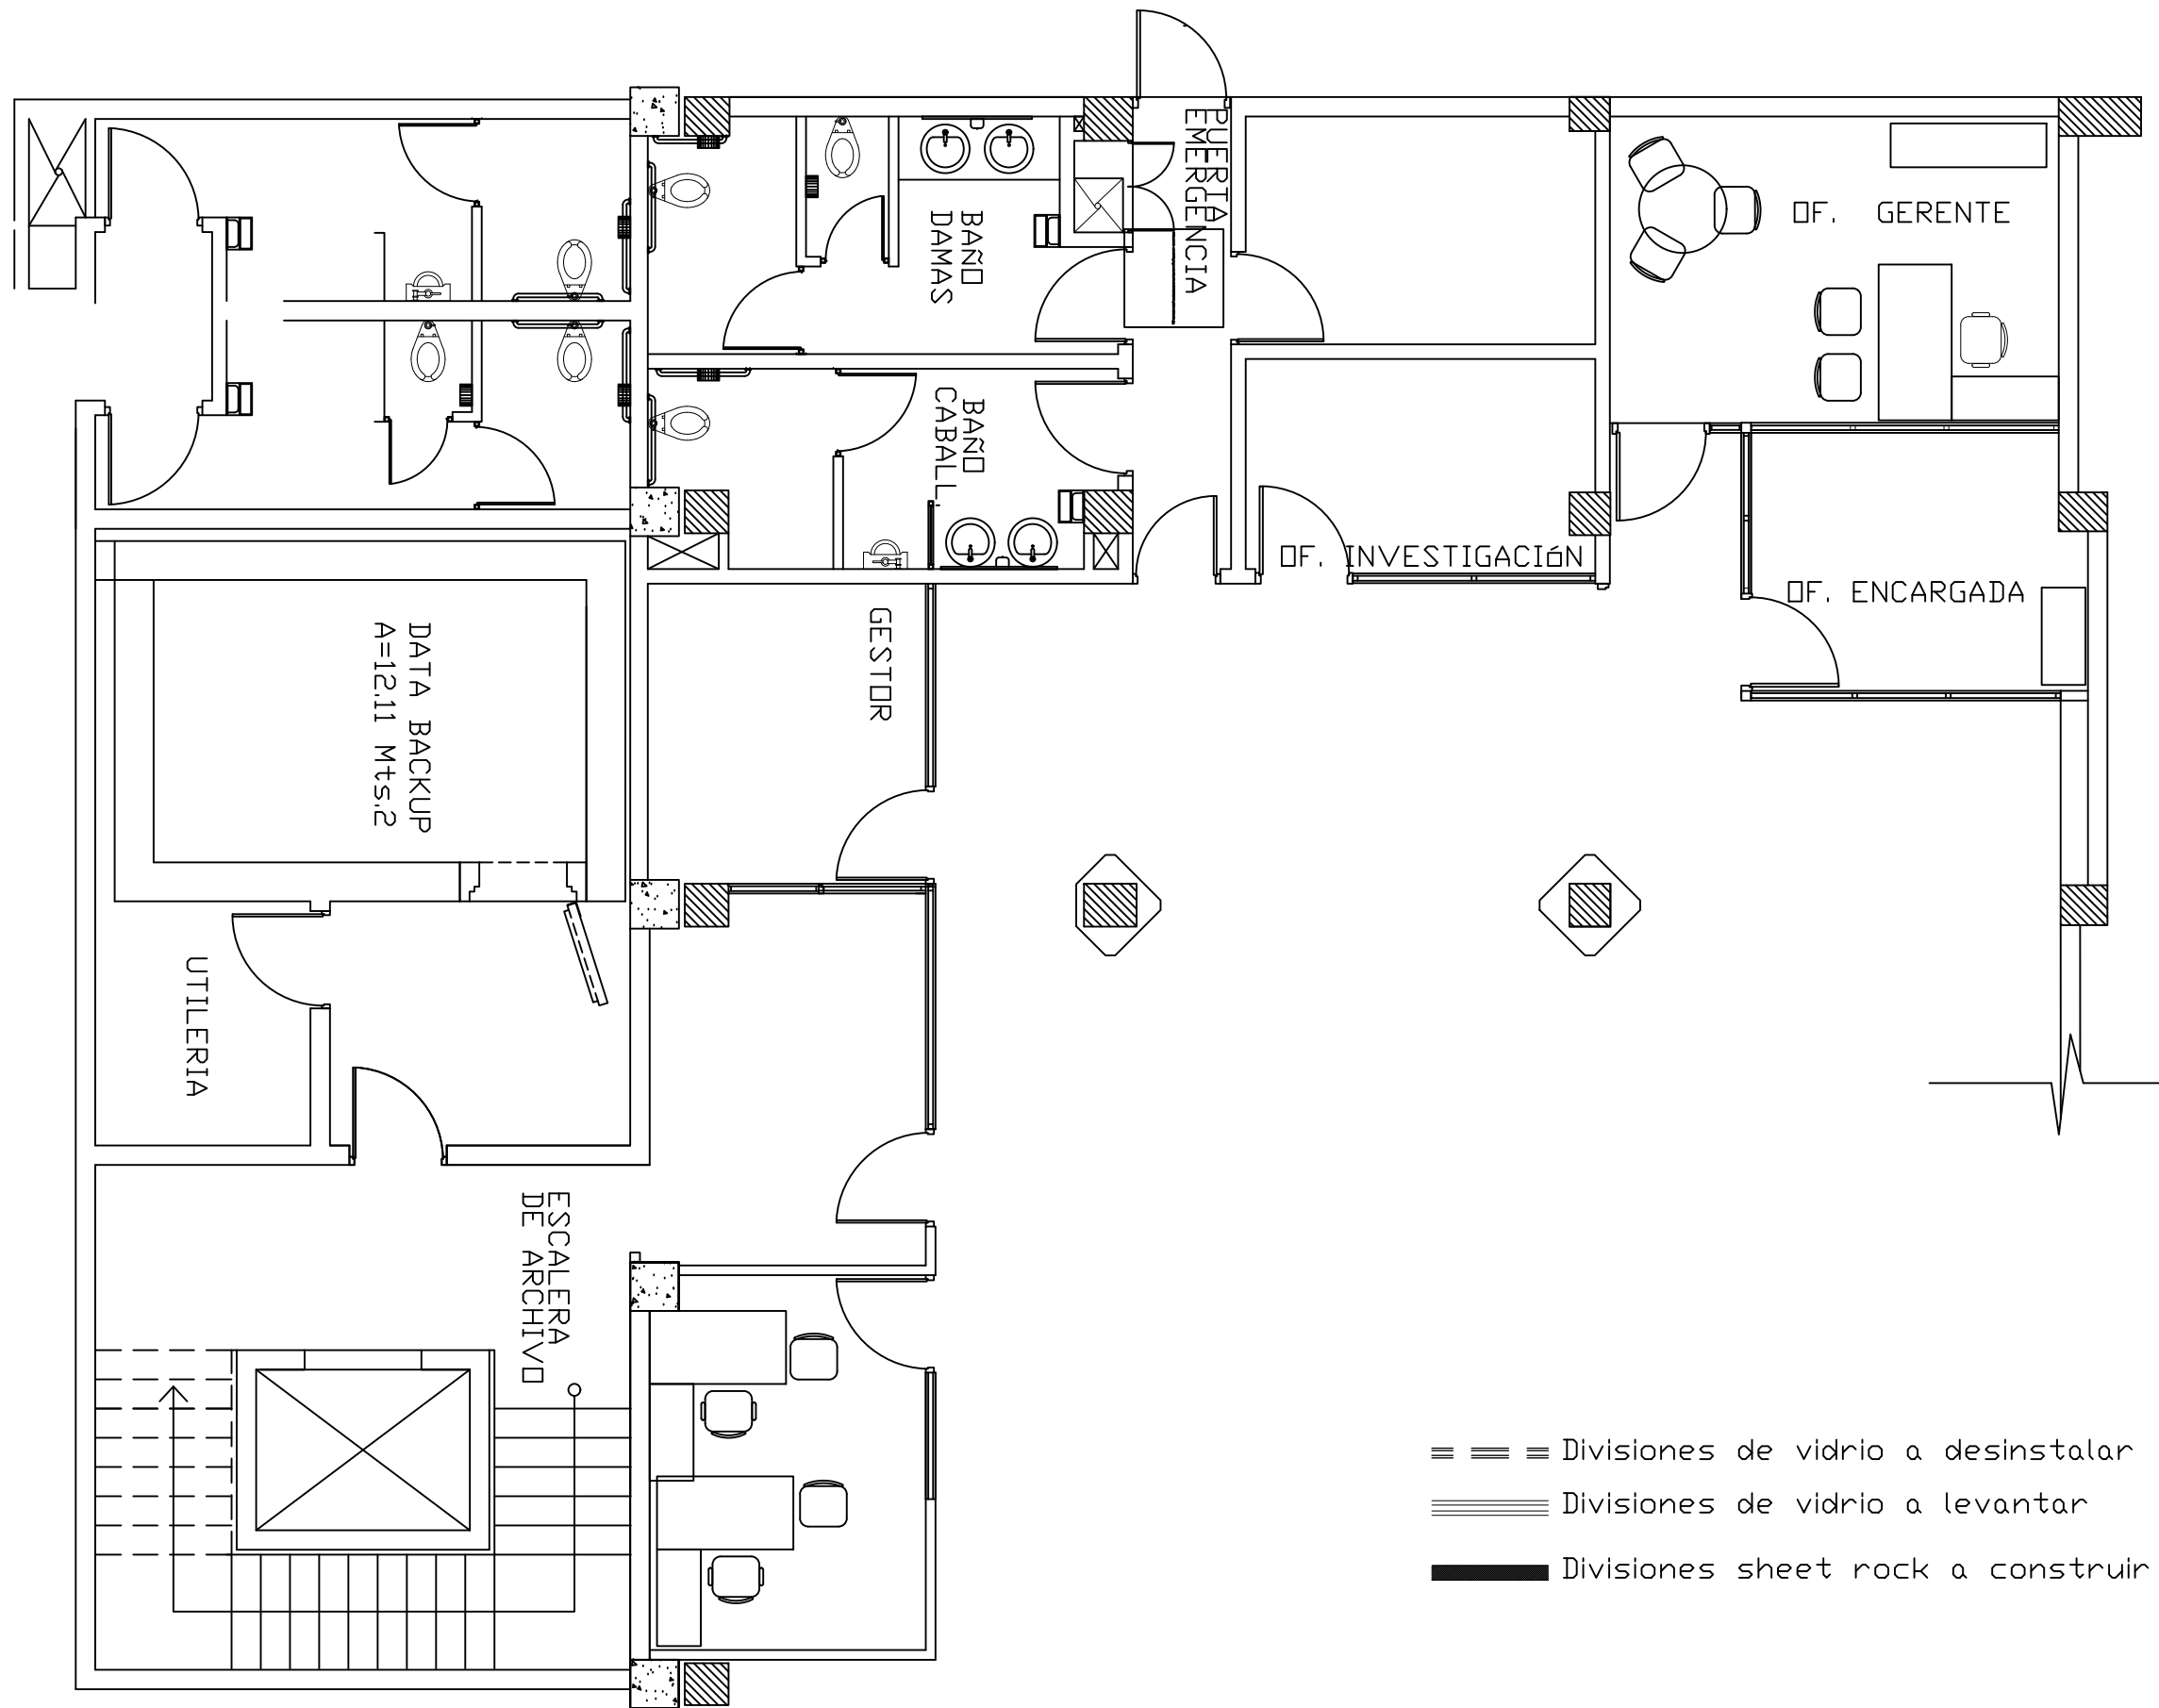 PUERTA
EMERGENCIA
OF. GERENTE
BAÑO
DAMAS
BAÑO
CABALL.
OF. INVESTIGACIóN
OF. ENCARGADA
GESTOR
DATA BACKUP
A=12.11 Mts.2
UTILERIA
ESCALERA
DE ARCHIVO
Divisiones de vidrio a desinstalar
Divisiones de vidrio a levantar
Divisiones sheet rock a construir